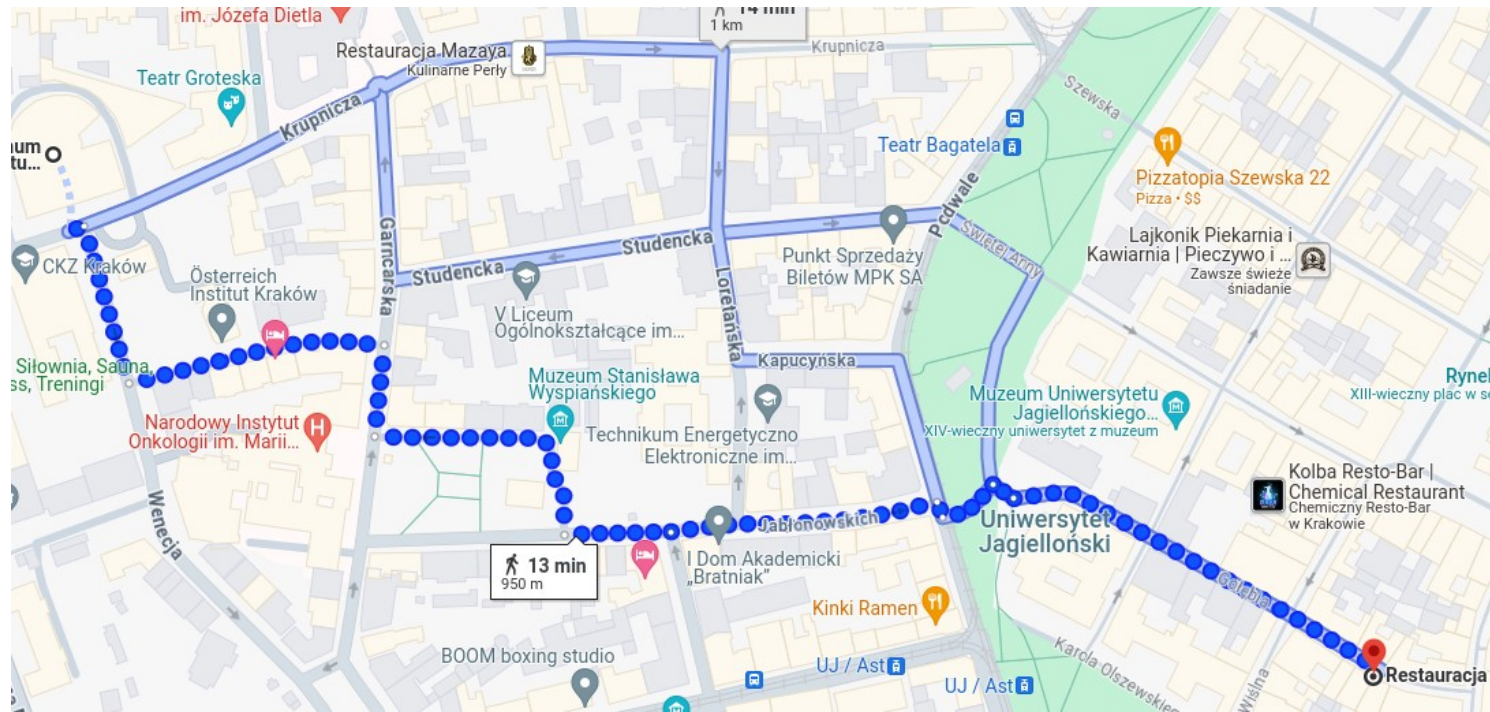 im. Józefa Dietla
14 min
1 km
Restauracja Mazaya
Kulinarne Perły
Krupnicza
Teatr Groteska
Krupnicza
Szewska
Teatr Bagatela
tu...
Pizzatopia Szewska 22
Pizza • $$
Podwale
Garncarska
Studencka
Studencka
Świętej Anny
Lajkonik Piekarnia i
Kawiarnia | Pieczywo i ...
Zawsze świeże
śniadanie
CKZ Kraków
Österreich
Institut Kraków
Punkt Sprzedaży
Biletów MPK SA
V Liceum
Ogólnokształcące im...
Loretańska
Kapucyńska
Siłownia, Sauna,
ss, Treningi
Muzeum Stanisława
Wyspiańskiego
Muzeum Uniwersytetu
Jagiellońskiego...
XIV-wieczny uniwersytet z muzeum
Ryne
XIII-wieczny plac w s
Narodowy Instytut
Onkologii im. Marii...
Technikum Energetyczno
Elektroniczne im...
Kolba Resto-Bar |
Chemical Restaurant
Chemiczny Resto-Bar
w Krakowie
Wenecja
Jabłonowskich
Uniwersytet
Jagielloński
13 min
950 m
I Dom Akademicki
„Bratniak”
Gołębia
Kinki Ramen
BOOM boxing studio
UJ / Ast
UJ / Ast
Karola Olszewskie
Wiślna
Restauracja